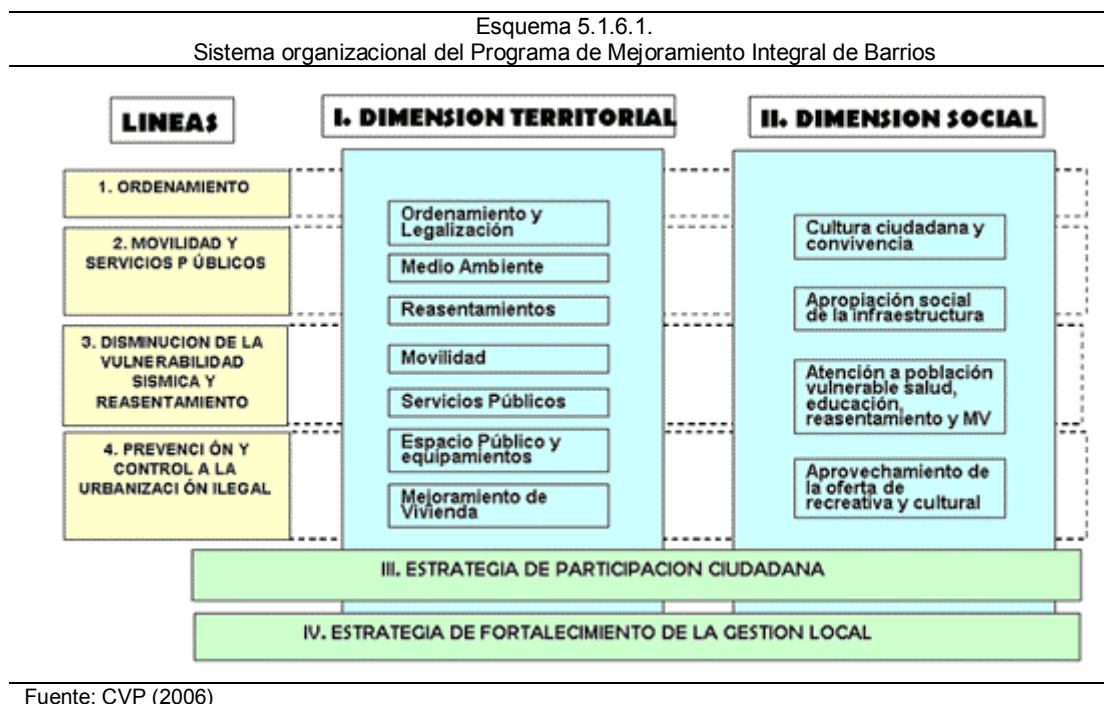 Esquema 5.1.6.1.
Sistema organizacional del Programa de Mejoramiento Integral de Barrios
LINEAS
I. DIMENSION TERRITORIAL
II. DIMENSION SOCIAL
1. ORDENAMIENTO
2. MOVILIDAD Y
SERVICIOS P ÚBLICOS
3. DISMINUCION DE LA
VULNERABILIDAD
SISMICA Y
REASENTAMIENTO
4. PREVENCI ÓN Y
CONTROL A LA
URBANIZACI ÓN ILEGAL
Ordenamiento y
Legalización
Medio Ambiente
Reasentamientos
Movilidad
Servicios Públicos
Espacio Público y
equipamientos
Mejoramiento de
Vivienda
Cultura ciudadana y
convivencia
Apropiación social
de la infraestructura
Atención a población
vulnerable salud,
educación,
reasentamiento y MV
Aprovechamiento de
la oferta de
recreativa y cultural
III. ESTRATEGIA DE PARTICIPACION CIUDADANA
IV. ESTRATEGIA DE FORTALECIMIENTO DE LA GESTION LOCAL
Fuente: CVP (2006)